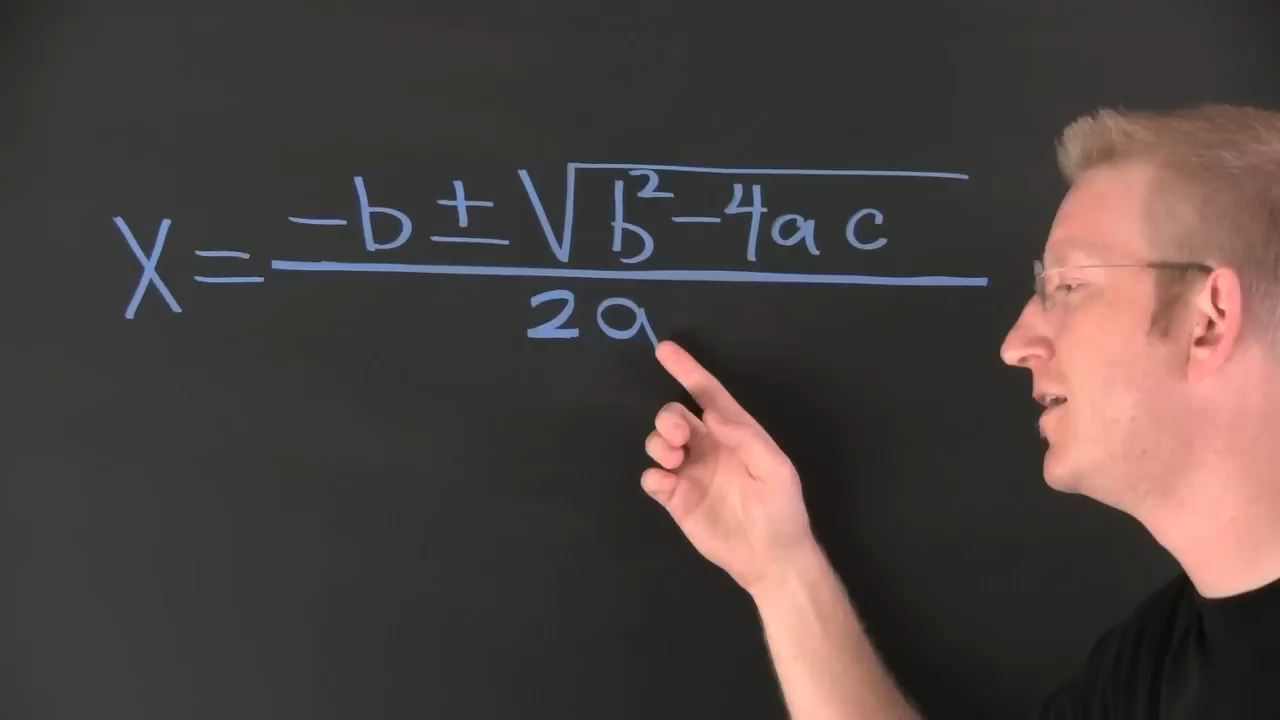 X = -b ± √b² - 4ac
2a